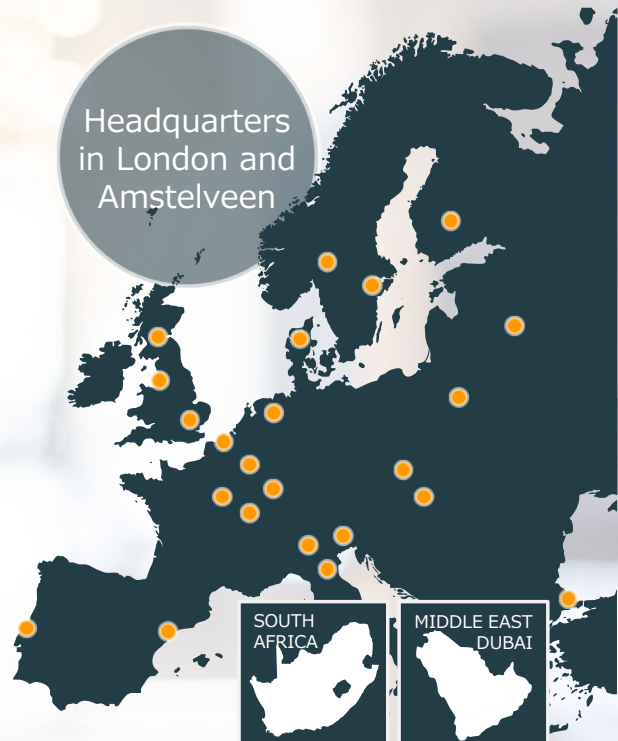 Headquarters
in London and
Amstelveen
SOUTH
AFRICA
MIDDLE EAST
DUBAI